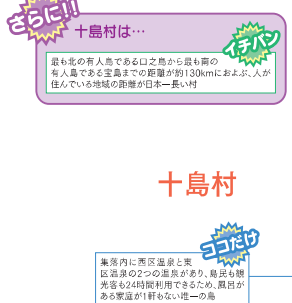 さらに!!
十島村は…
イチバン
最も北の有人島である口之島から最も南の
有人島である宝島までの距離が約130kmにおよぶ、人が
住んでいる地域の距離が日本一長い村
十島村
ココだけ
集落内に西区温泉と東
区温泉の2つの温泉があり、島民も観
光客も24時間利用できるため、風呂が
ある家庭が1軒もない唯一の島